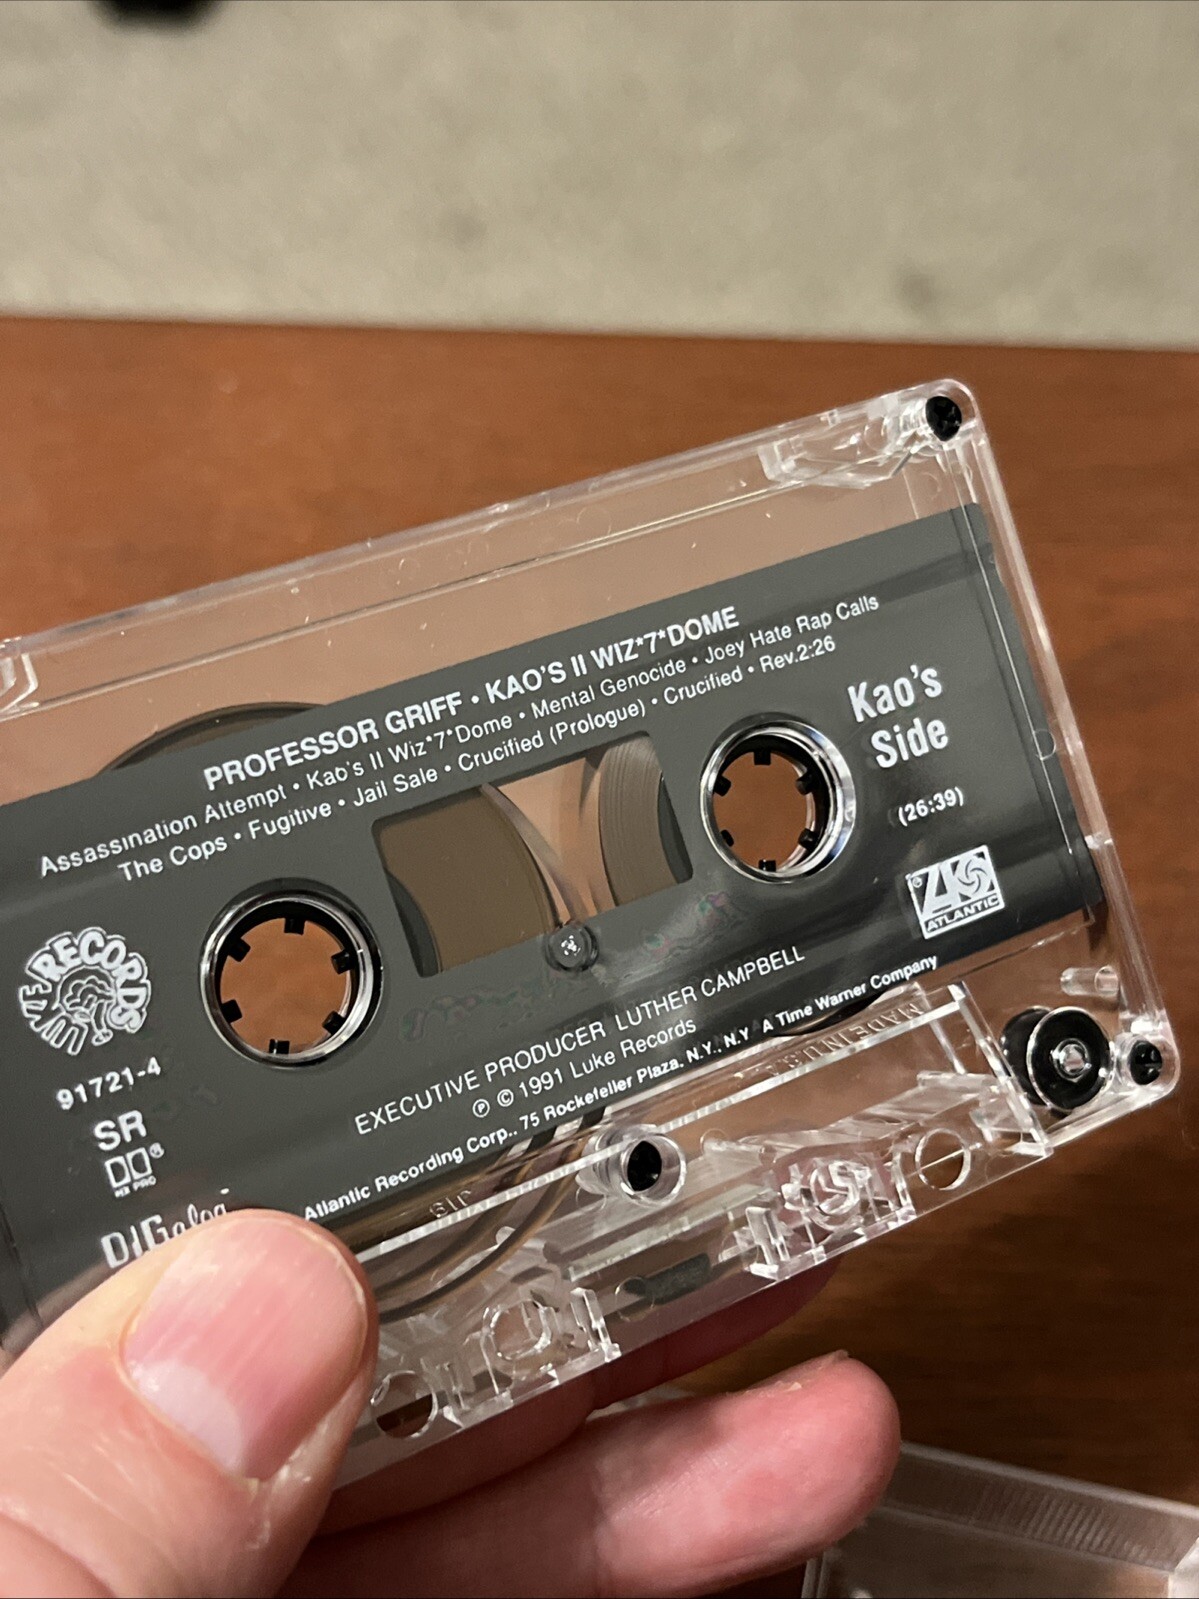 PROFESSOR GRIFF • KAO'S II WIZ*7*DOME
Assassination Attempt • Kao's II Wiz*7*Dome • Mental Genocide • Joey Hate Rap Calls
The Cops • Fugitive • Jail Sale • Crucified (Prologue) • Crucified • Rev.2:26
Kao's
Side
(26:39)
LUKE RECORDS
91721-4
SR
HX PRO
DIGalog
ATLANTIC
EXECUTIVE PRODUCER LUTHER CAMPBELL
℗ © 1991 Luke Records
Atlantic Recording Corp., 75 Rockefeller Plaza, N.Y., N.Y A Time Warner Company
MADE IN U.S.A.